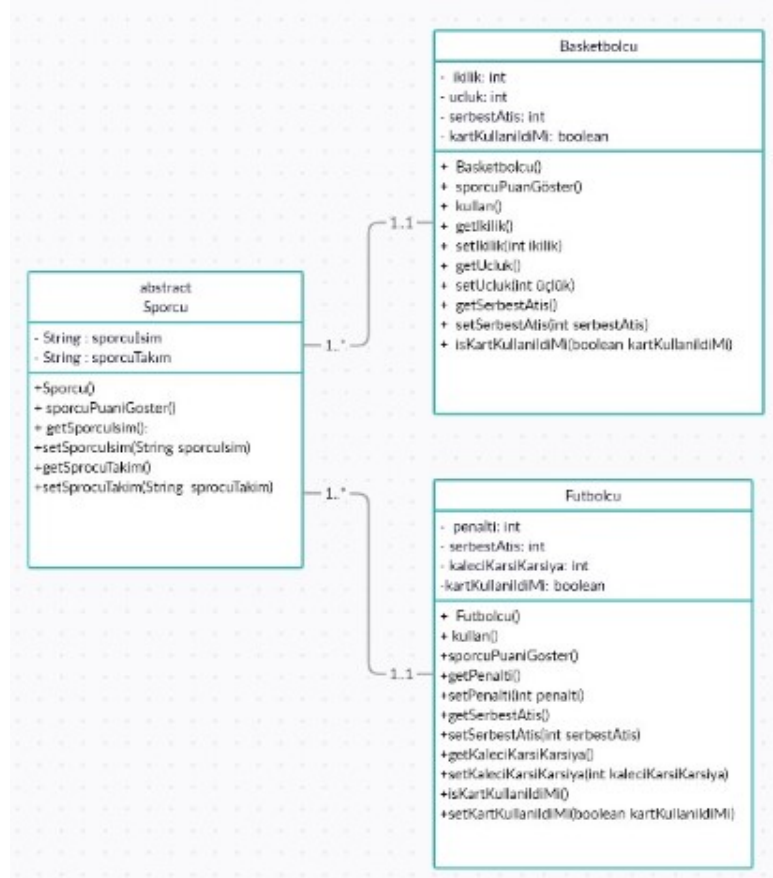 abstract
Sporcu
- String : sporcuIsim
- String : sporcuTakım
+Sporcu()
+ sporcuPuaniGoster()
+ getSporcuIsim():
+setSporcuIsim(String sporcuIsim)
+getSprocuTakim()
+setSprocuTakim(String sprocuTakim)
1..*
1..1
1..*
1..1
Basketbolcu
- ikilik: int
- ucluk: int
- serbestAtis: int
- kartKullanildiMi: boolean
+ Basketbolcu()
+ sporcuPuanGöster()
+ kullan()
+ getIkilik()
+ setIkilik(int ikilik)
+ getUcluk()
+ setUcluk(int üçlük)
+ getSerbestAtis()
+ setSerbestAtis(int serbestAtis)
+ isKartKullanildiMi(boolean kartKullanildiMi)
Futbolcu
- penalti: int
- serbestAtis: int
- kaleciKarsiKarsiya: int
-kartKullanildiMi: boolean
+ Futbolcu()
+ kullan()
+sporcuPuaniGoster()
+getPenalti()
+setPenalti(int penalti)
+getSerbestAtis()
+setSerbestAtis(int serbestAtis)
+getKaleciKarsiKarsiya()
+setKaleciKarsiKarsiya(int kaleciKarsiKarsiya)
+isKartKullanildiMi()
+setKartKullanildiMi(boolean kartKullanildiMi)